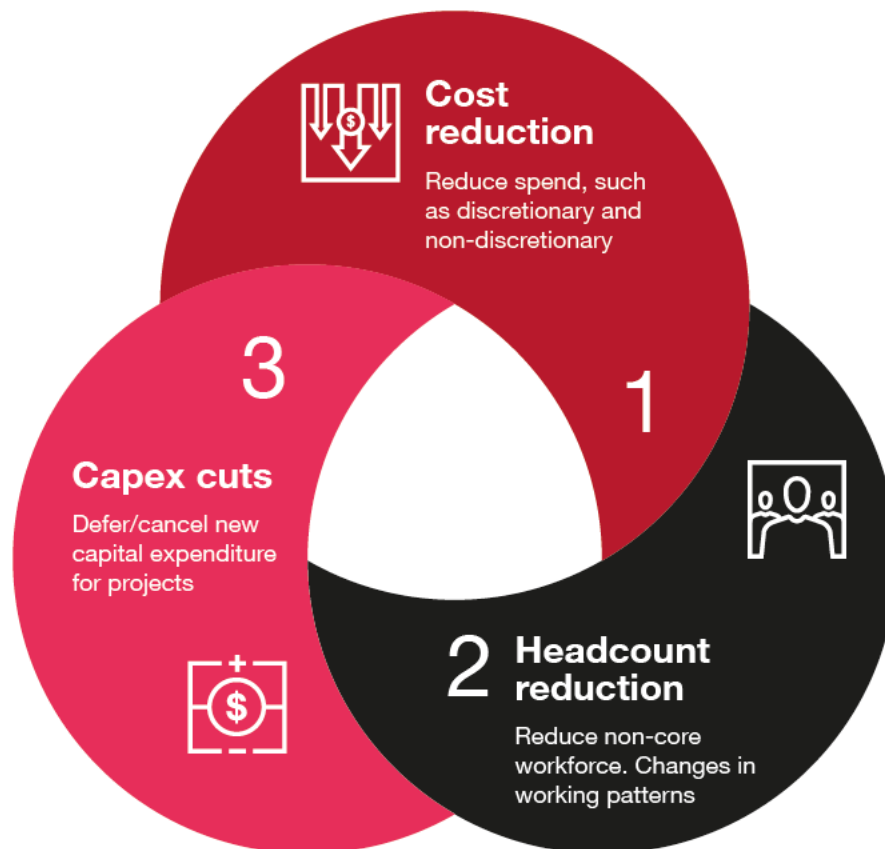 $
Cost
reduction
Reduce spend, such
as discretionary and
non-discretionary
1
2
Headcount
reduction
Reduce non-core
workforce. Changes in
working patterns
3
Capex cuts
Defer/cancel new
capital expenditure
for projects
$